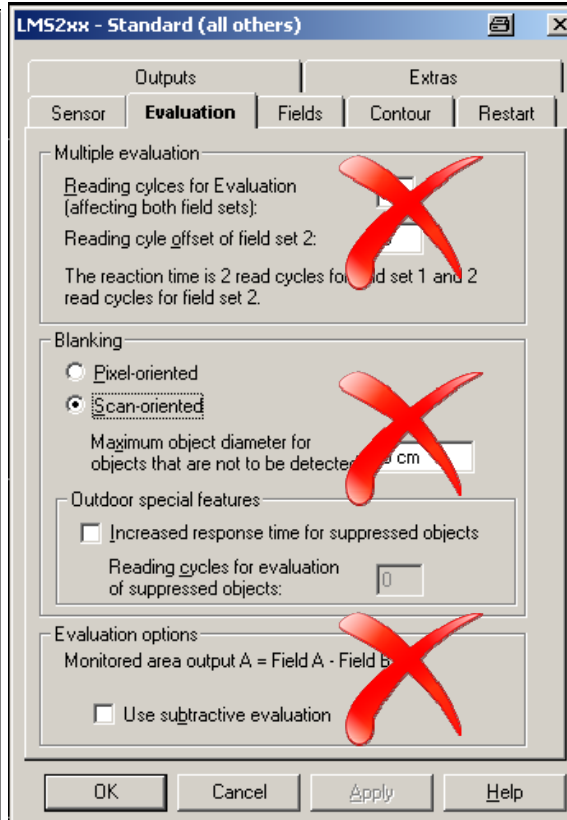 LMS2xx - Standard (all others)
Outputs
Extras
Sensor
Evaluation
Fields
Contour
Restart
Multiple evaluation
Reading cylces for Evaluation
(affecting both field sets):
Reading cyle offset of field set 2:
The reaction time is 2 read cycles for field set 1 and 2
read cycles for field set 2.
Blanking
Pixel-oriented
Scan-oriented
Maximum object diameter for
objects that are not to be detected
cm
Outdoor special features
Increased response time for suppressed objects
Reading cycles for evaluation
of suppressed objects:
0
Evaluation options
Monitored area output A = Field A - Field B
Use subtractive evaluation
OK
Cancel
Apply
Help